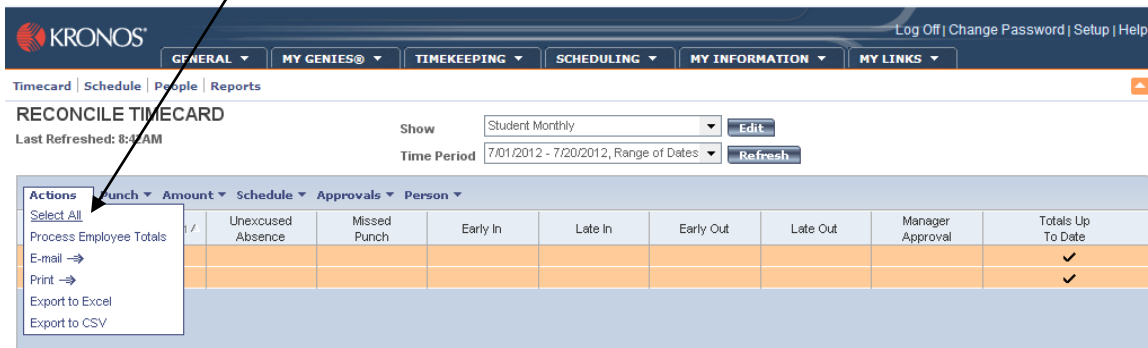 KRONOS®
Log Off | Change Password | Setup | Help
GENERAL MY GENIES® TIMEKEEPING SCHEDULING MY INFORMATION MY LINKS
Timecard | Schedule | People | Reports
RECONCILE TIMECARD
Last Refreshed: 8:42AM
Show Student Monthly Edit
Time Period 7/01/2012 - 7/20/2012, Range of Dates Refresh
Actions Punch Amount Schedule Approvals Person
Select All
Process Employee Totals
E-mail
Print
Export to Excel
Export to CSV
Unexcused Absence
Missed Punch
Early In
Late In
Early Out
Late Out
Manager Approval
Totals Up To Date